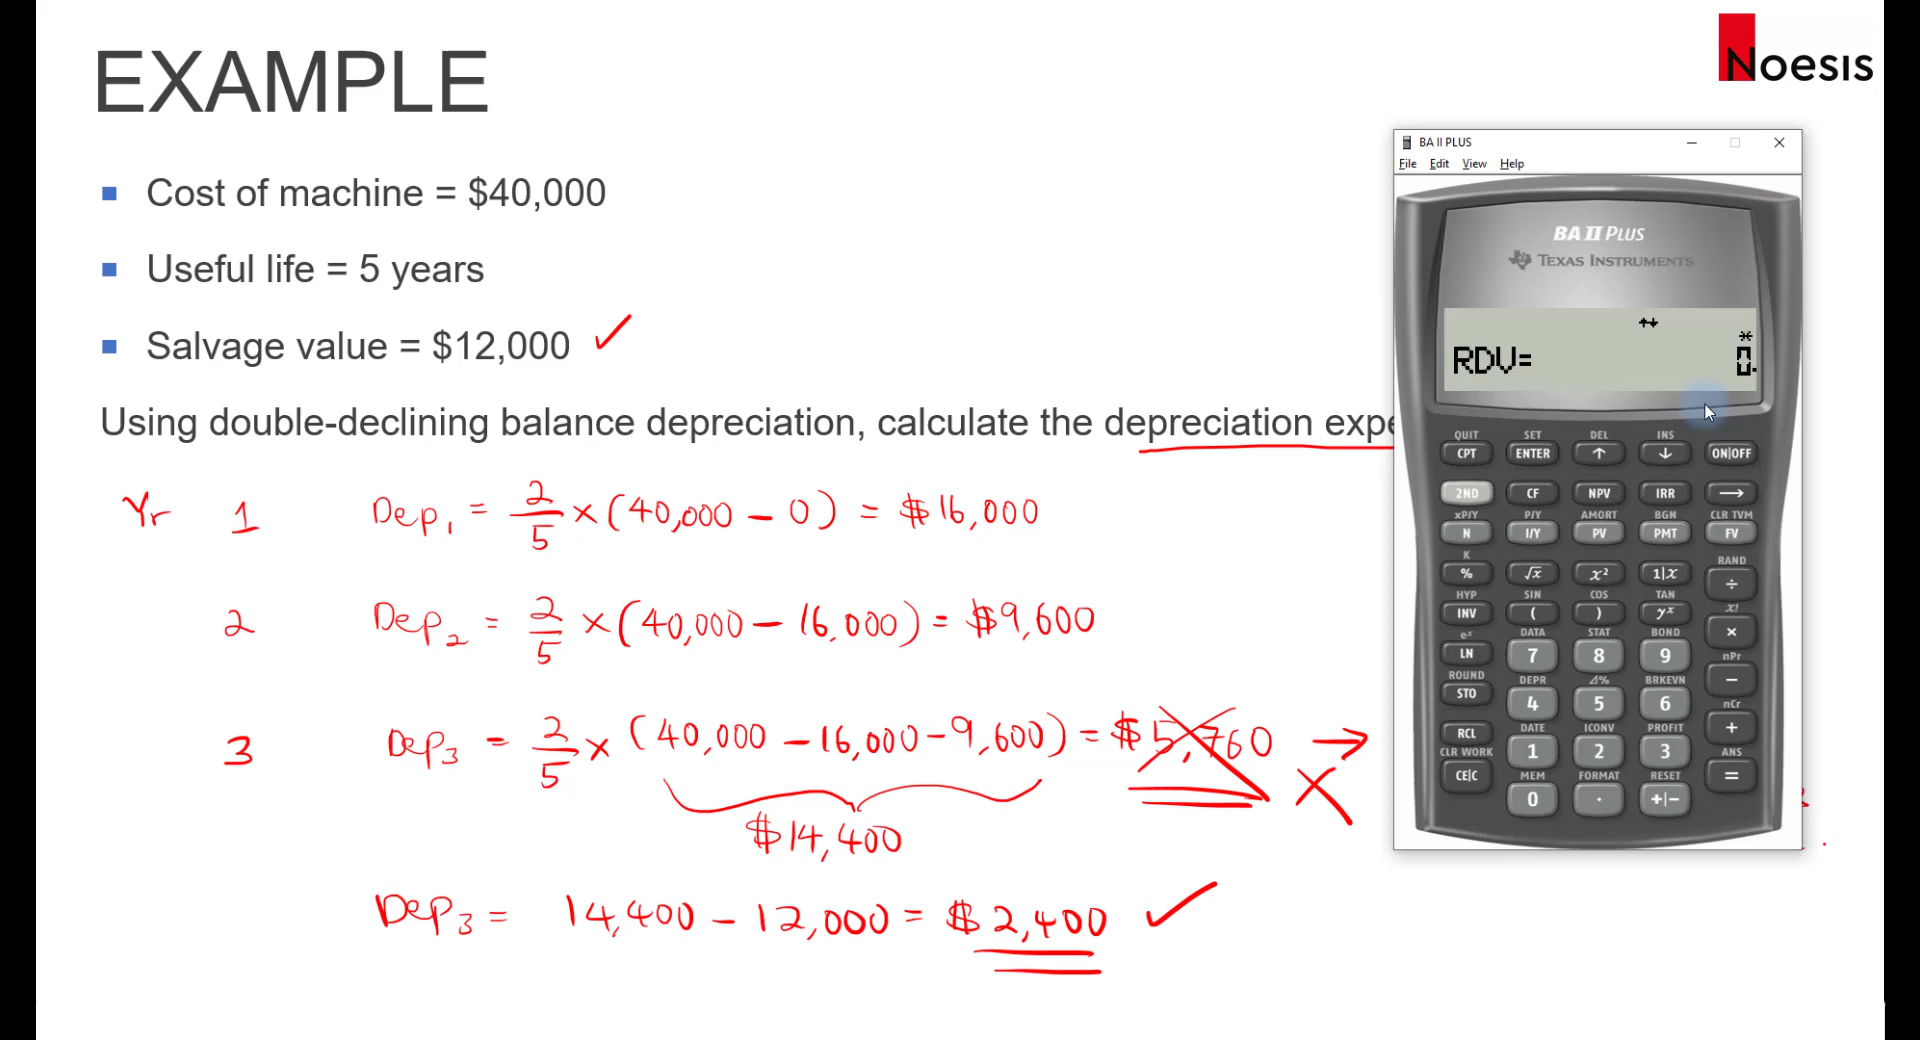 EXAMPLE
Noesis
▪ Cost of machine = $40,000
▪ Useful life = 5 years
▪ Salvage value = $12,000 ✓
Using double-declining balance depreciation, calculate the depreciation expe
Yr 1 Dep₁ = 2/5 × (40,000 − 0) = $16,000
2 Dep₂ = 2/5 × (40,000 − 16,000) = $9,600
3 Dep₃ = 2/5 × (40,000 − 16,000 − 9,600) = $5,760 → ×
$14,400
Dep₃ = 14,400 − 12,000 = $2,400 ✓
BA II PLUS
File Edit View Help
BA II PLUS
TEXAS INSTRUMENTS
RDV= 0.
QUIT SET DEL INS
CPT ENTER ↑ ↓ ON|OFF
2ND CF NPV IRR →
xP/Y P/Y AMORT BGN CLR TVM
N I/Y PV PMT FV
K RAND
% √x x² 1|x ÷
HYP SIN COS TAN x!
INV ( ) yˣ ×
eˣ DATA STAT BOND nPr
LN 7 8 9 −
ROUND DEPR Δ% BRKEVN nCr
STO 4 5 6 +
DATE ICONV PROFIT
RCL 1 2 3
CLR WORK MEM FORMAT RESET ANS
CE|C 0 . +|− =